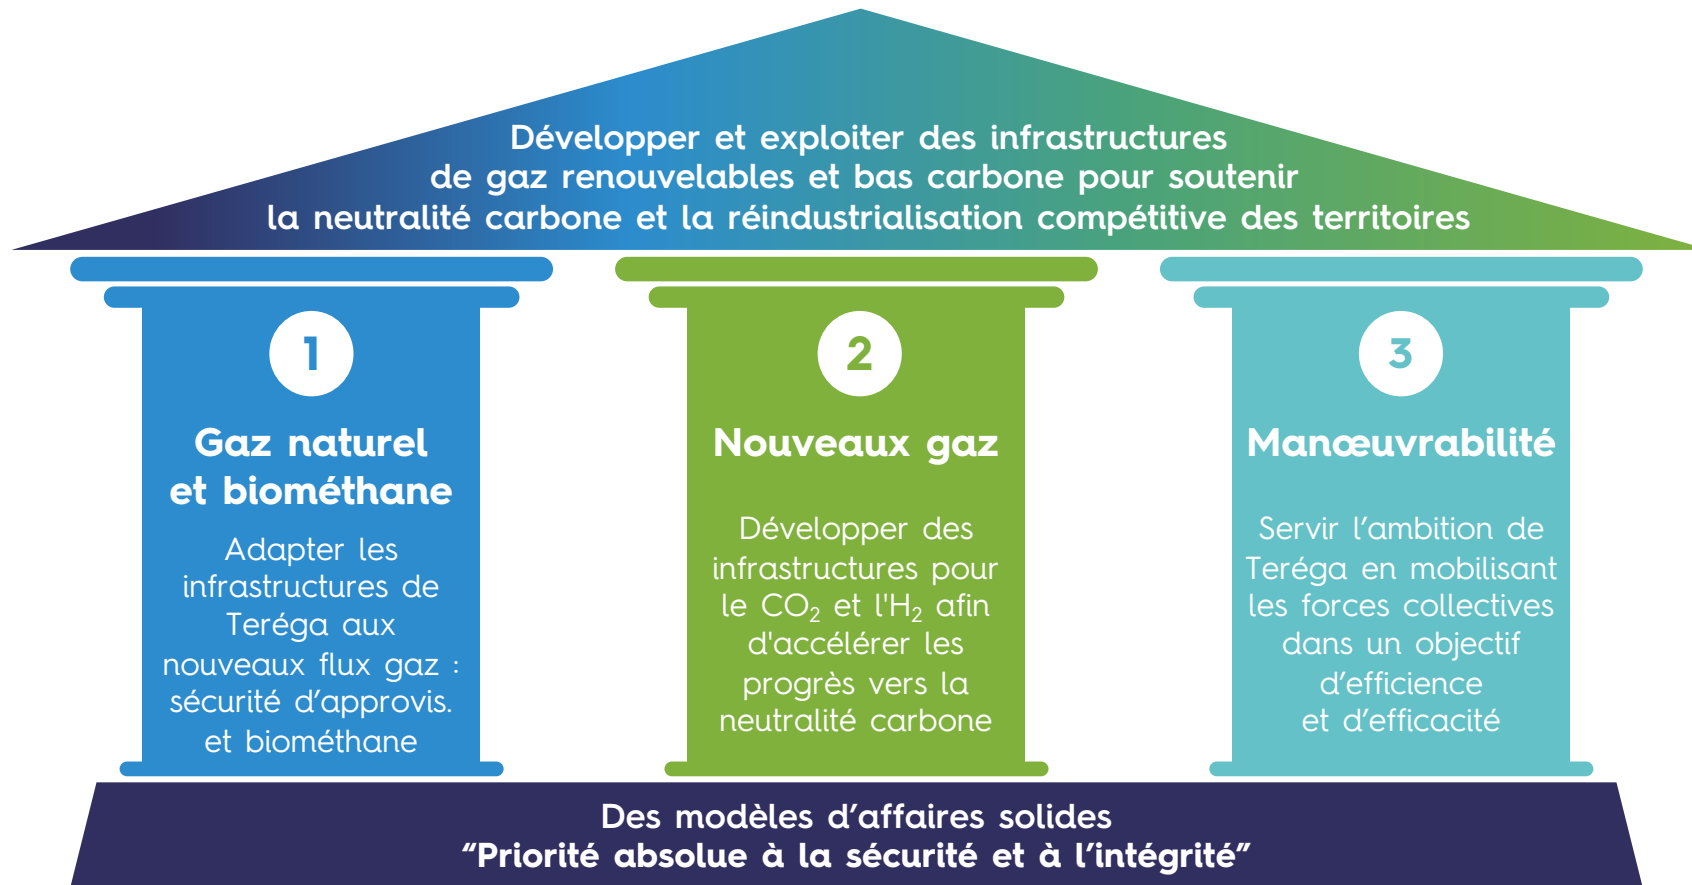 Développer et exploiter des infrastructures
de gaz renouvelables et bas carbone pour soutenir
la neutralité carbone et la réindustrialisation compétitive des territoires
1
Gaz naturel
et biométhane
Adapter les
infrastructures de
Teréga aux
nouveaux flux gaz :
sécurité d’approvis.
et biométhane
2
Nouveaux gaz
Développer des
infrastructures pour
le CO₂ et l'H₂ afin
d'accélérer les
progrès vers la
neutralité carbone
3
Manœuvrabilité
Servir l’ambition de
Teréga en mobilisant
les forces collectives
dans un objectif
d’efficience
et d’efficacité
Des modèles d’affaires solides
“Priorité absolue à la sécurité et à l’intégrité”